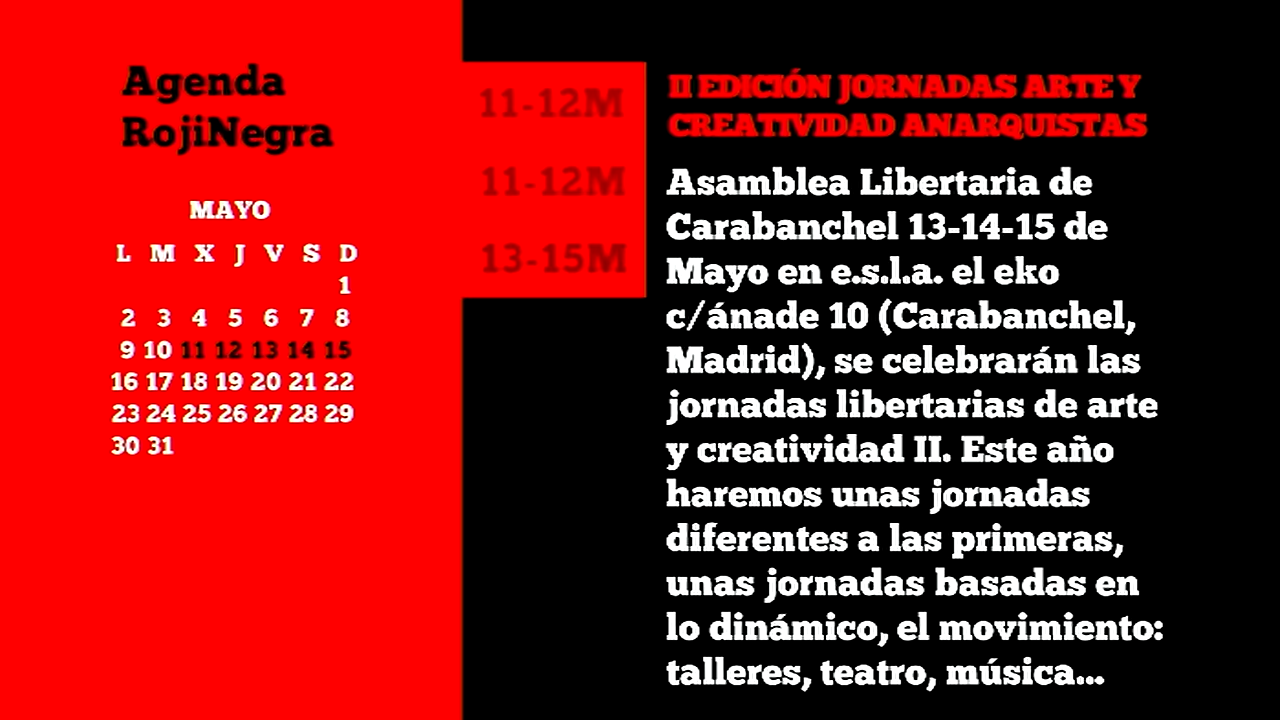 Agenda
RojiNegra
MAYO
L M X J V S D
1
2 3 4 5 6 7 8
9 10 11 12 13 14 15
16 17 18 19 20 21 22
23 24 25 26 27 28 29
30 31
11-12M
11-12M
13-15M
II EDICIÓN JORNADAS ARTE Y
CREATIVIDAD ANARQUISTAS
Asamblea Libertaria de
Carabanchel 13-14-15 de
Mayo en e.s.l.a. el eko
c/ánade 10 (Carabanchel,
Madrid), se celebrarán las
jornadas libertarias de arte
y creatividad II. Este año
haremos unas jornadas
diferentes a las primeras,
unas jornadas basadas en
lo dinámico, el movimiento:
talleres, teatro, música...